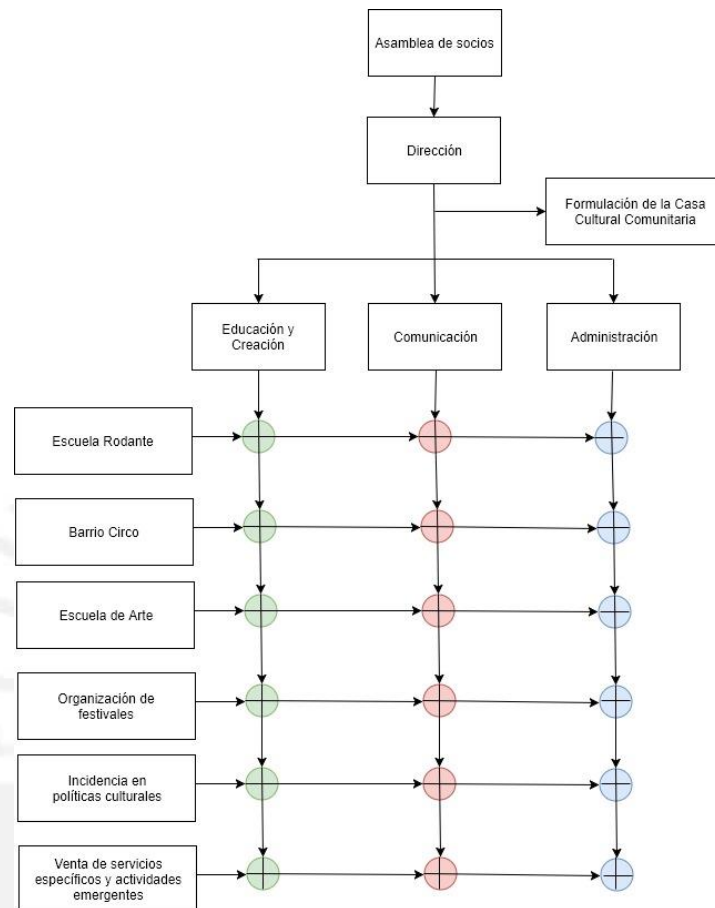 Asamblea de socios
Dirección
Formulación de la Casa
Cultural Comunitaria
Educación y
Creación
Comunicación
Administración
Escuela Rodante
Barrio Circo
Escuela de Arte
Organización de
festivales
Incidencia en
políticas culturales
Venta de servicios
específicos y actividades
emergentes